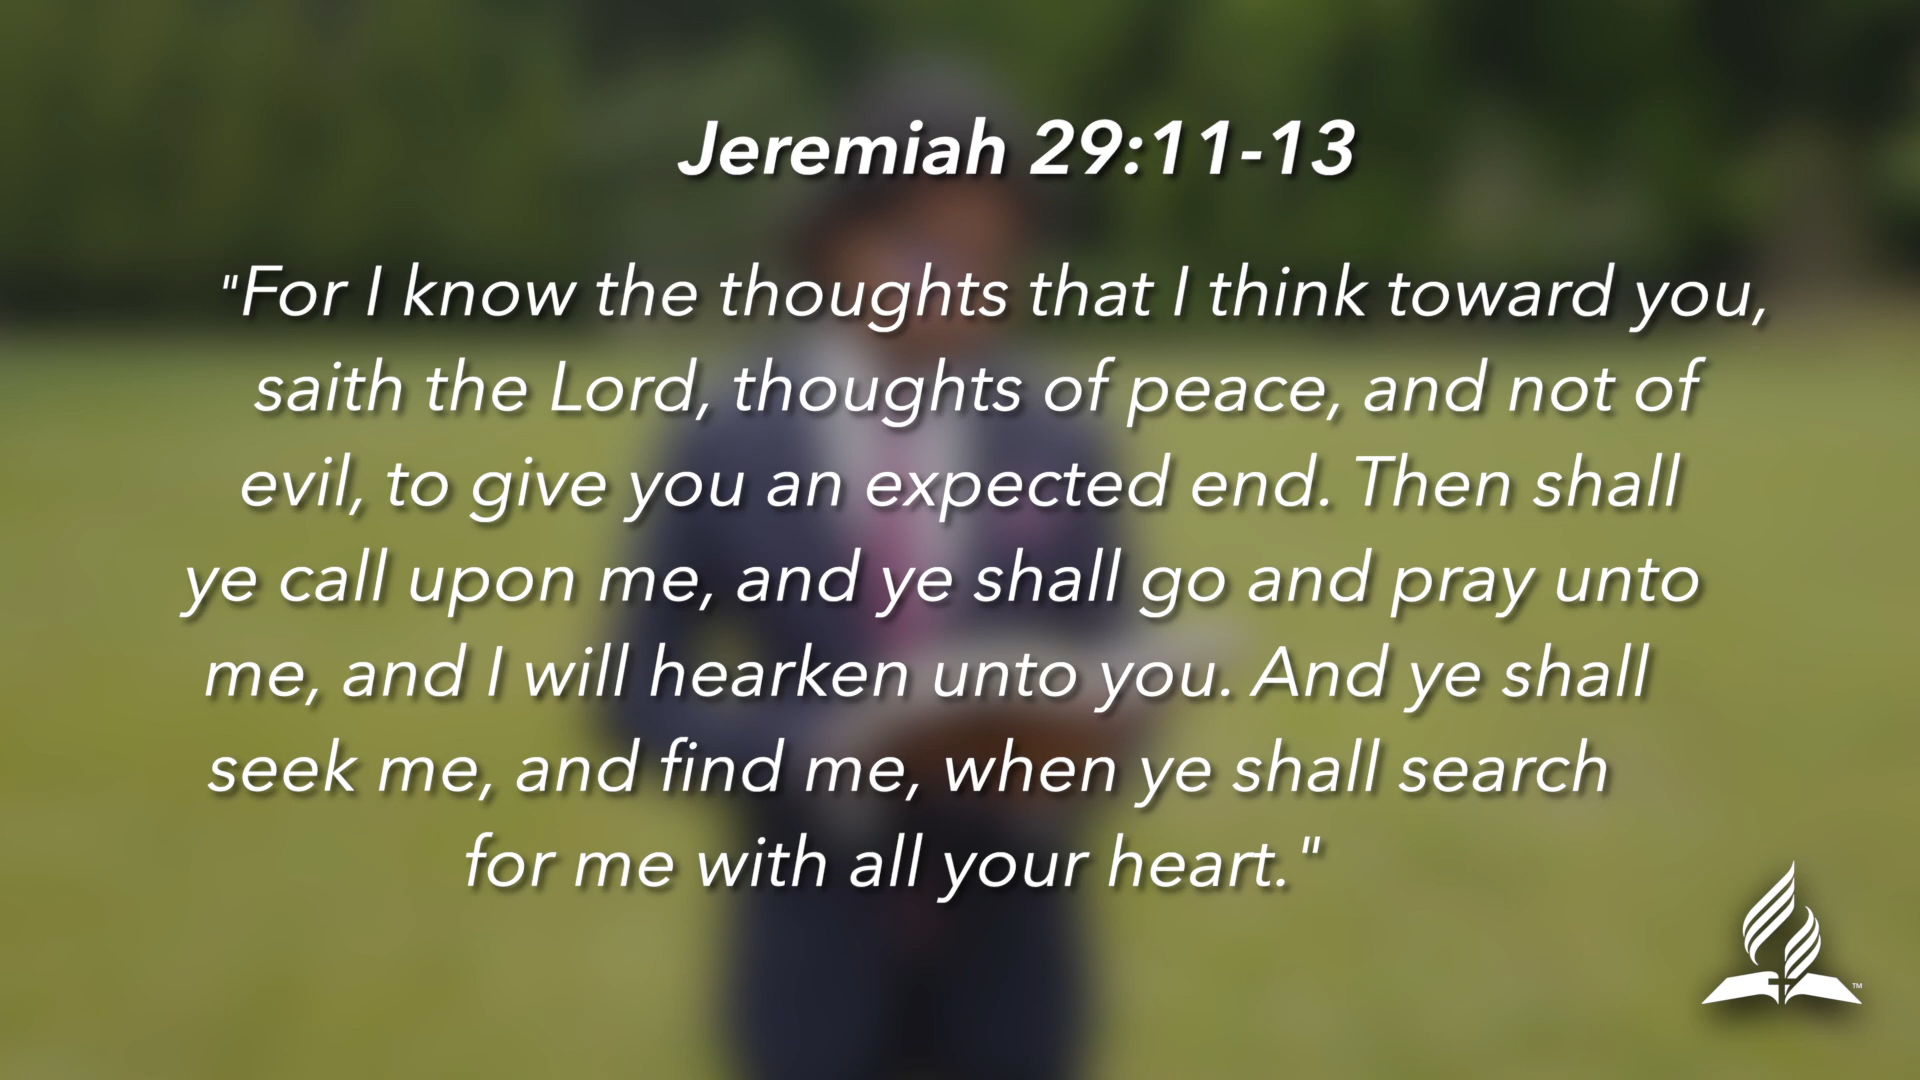 Jeremiah 29:11-13
"For I know the thoughts that I think toward you,
saith the Lord, thoughts of peace, and not of
evil, to give you an expected end. Then shall
ye call upon me, and ye shall go and pray unto
me, and I will hearken unto you. And ye shall
seek me, and find me, when ye shall search
for me with all your heart."
TM